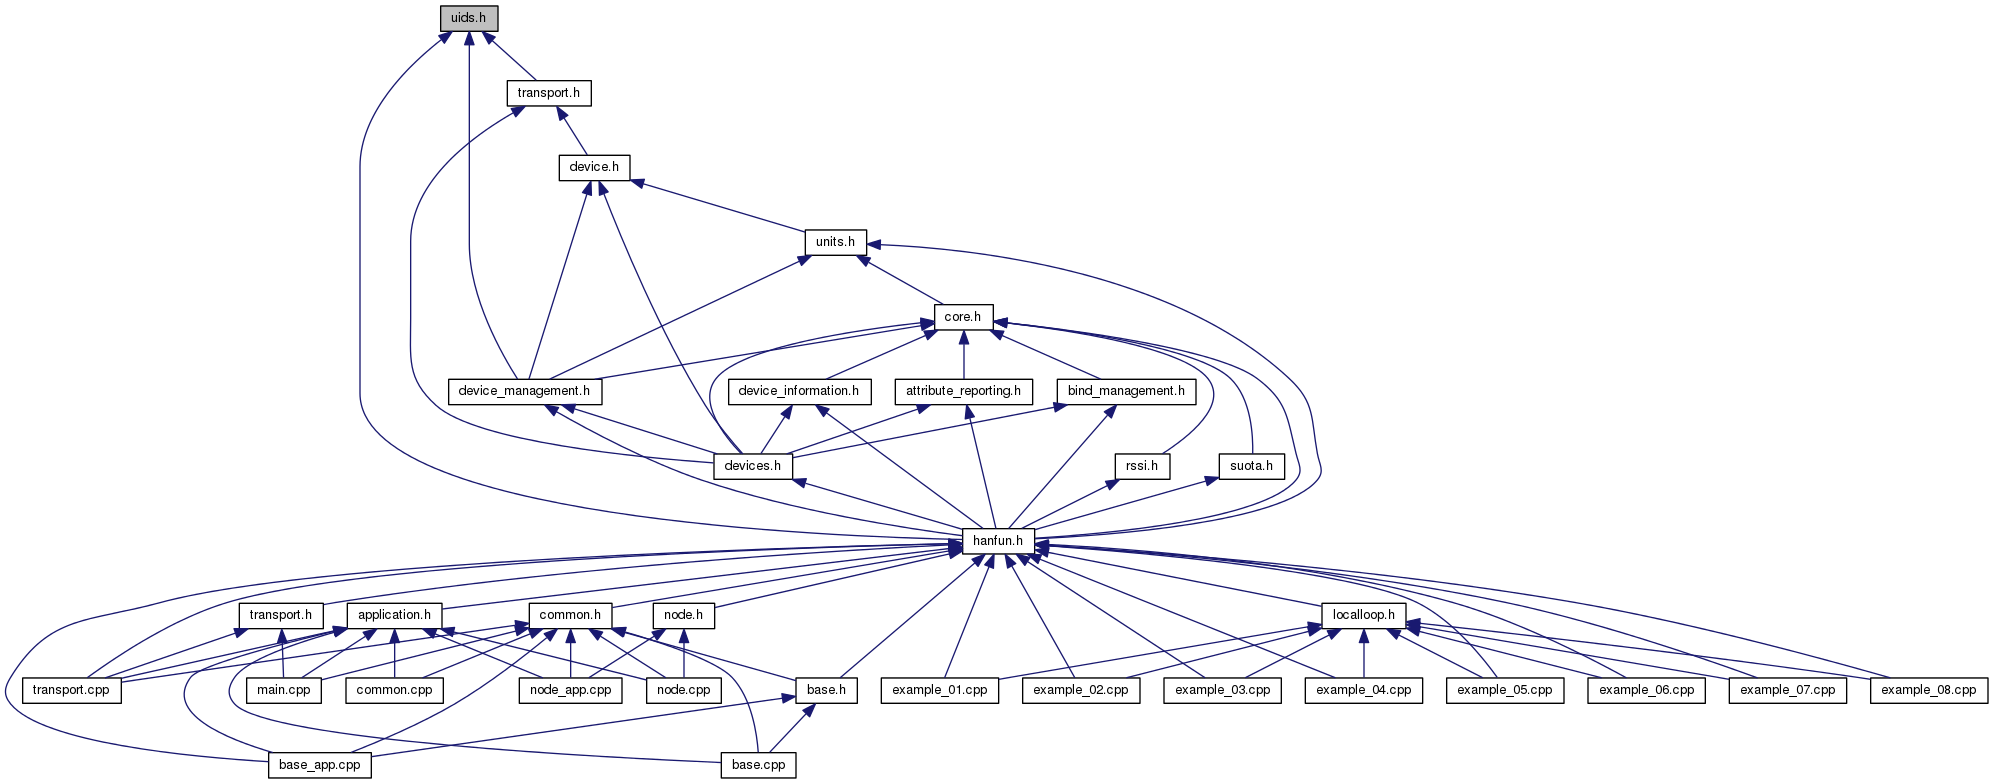 uids.h
transport.h
device.h
units.h
core.h
device_management.h
device_information.h
attribute_reporting.h
bind_management.h
devices.h
rssi.h
suota.h
hanfun.h
transport.h
application.h
common.h
node.h
localloop.h
transport.cpp
main.cpp
common.cpp
node_app.cpp
node.cpp
base.h
example_01.cpp
example_02.cpp
example_03.cpp
example_04.cpp
example_05.cpp
example_06.cpp
example_07.cpp
example_08.cpp
base_app.cpp
base.cpp